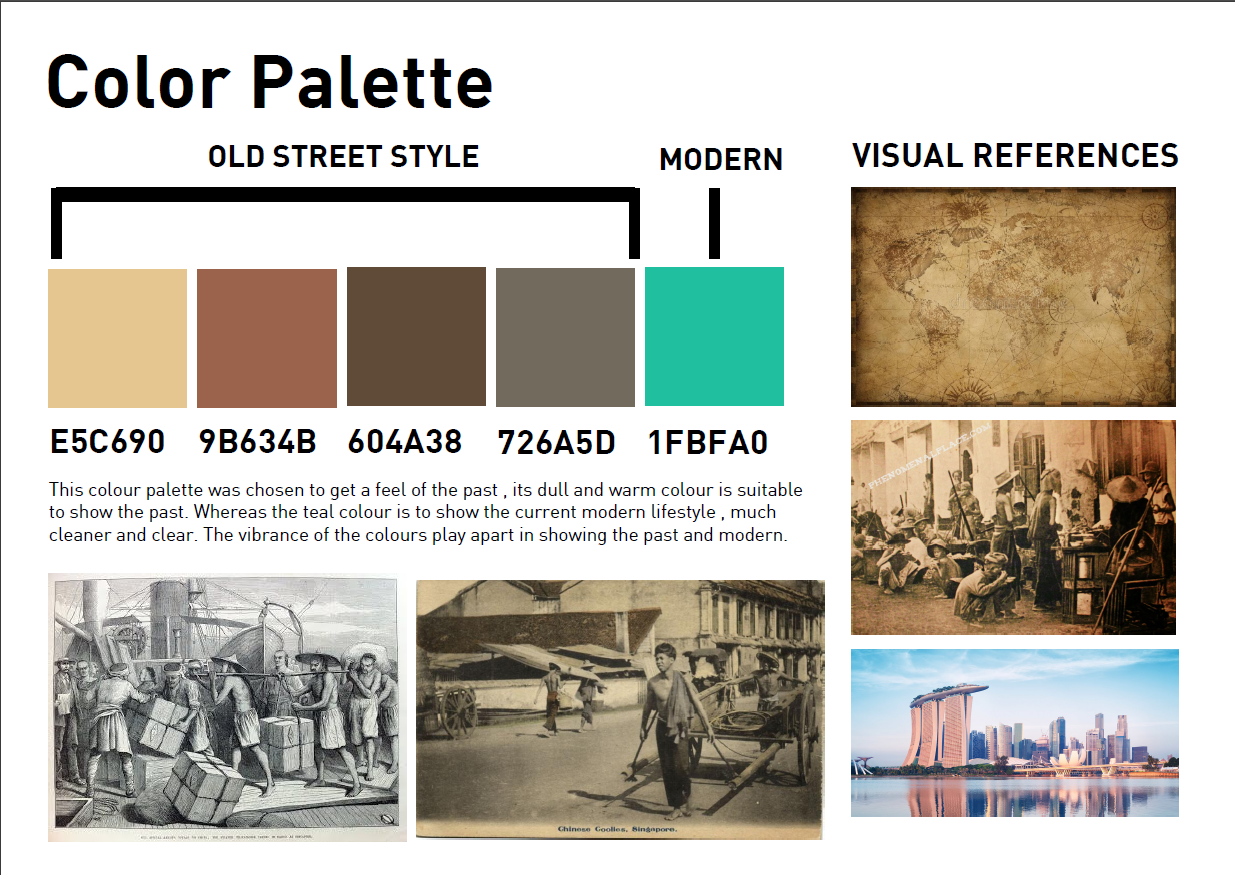 Color Palette
OLD STREET STYLE
MODERN
VISUAL REFERENCES
E5C690
9B634B
604A38
726A5D
1FBFA0
This colour palette was chosen to get a feel of the past , its dull and warm colour is suitable
to show the past. Whereas the teal colour is to show the current modern lifestyle , much
cleaner and clear. The vibrance of the colours play apart in showing the past and modern.
PHENOMENALPLACE.COM
Chinese Coolies, Singapore.